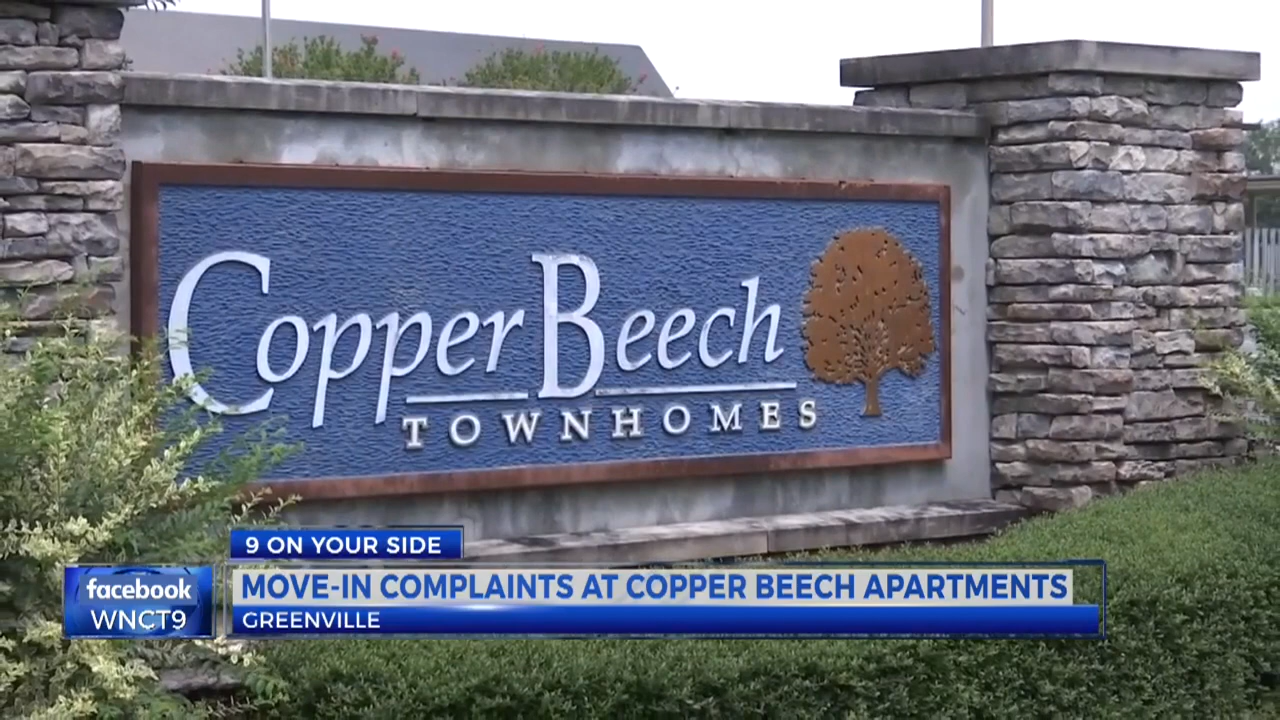 Copper Beech
TOWNHOMES
9 ON YOUR SIDE
facebook
WNCT9
MOVE-IN COMPLAINTS AT COPPER BEECH APARTMENTS
GREENVILLE